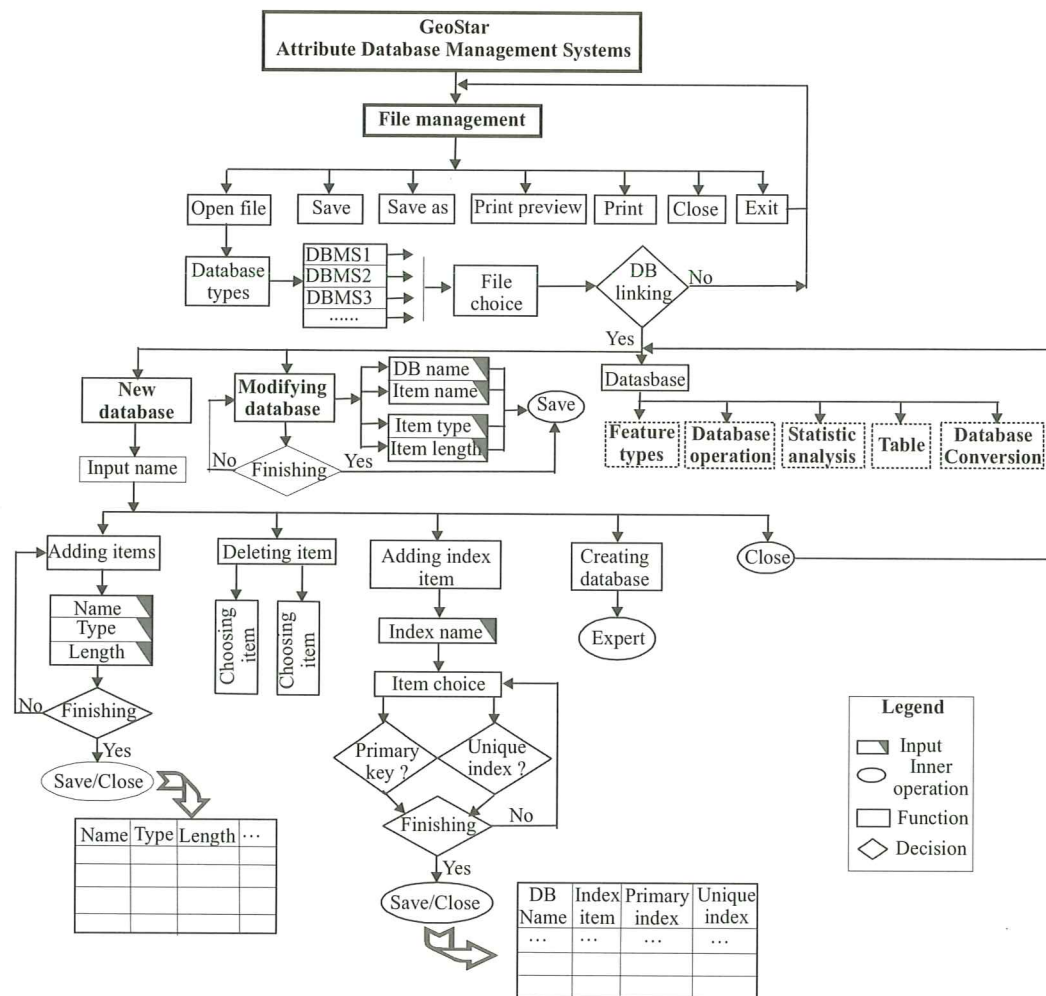 GeoStar
Attribute Database Management Systems
File management
Open file
Save
Save as
Print preview
Print
Close
Exit
Database
types
DBMS1
DBMS2
DBMS3
......
File
choice
DB
linking
No
Yes
New
database
Modifying
database
DB name
Item name
Item type
Item length
Save
Datasbase
Feature
types
Database
operation
Statistic
analysis
Table
Database
Conversion
Input name
No
Finishing
Yes
Adding items
Deleting item
Adding index
item
Creating
database
Close
Name
Type
Length
Choosing
item
Choosing
item
Index name
Expert
Item choice
No
Finishing
Yes
Save/Close
Primary
key ?
Unique
index ?
Finishing
No
Yes
Save/Close
Name Type Length ...
DB
Name
Index
item
Primary
index
Unique
index
... ... ... ...
Legend
Input
Inner
operation
Function
Decision